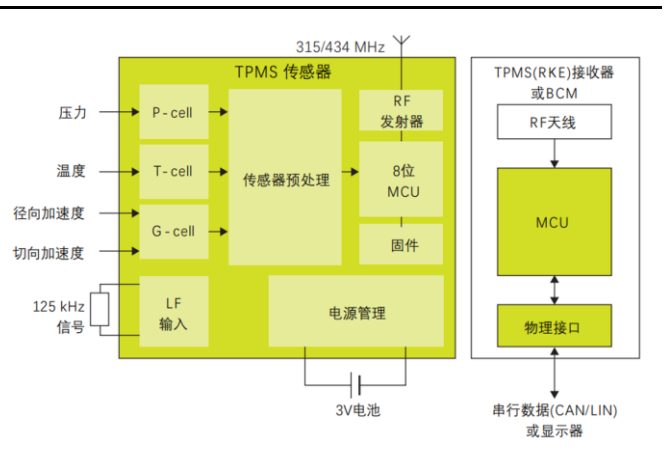 315/434 MHz
TPMS 传感器
压力
P-cell
温度
T-cell
径向加速度
切向加速度
G-cell
传感器预处理
RF
发射器
8位
MCU
固件
125 kHz
信号
LF
输入
电源管理
3V电池
TPMS(RKE)接收器
或BCM
RF天线
MCU
物理接口
串行数据(CAN/LIN)
或显示器